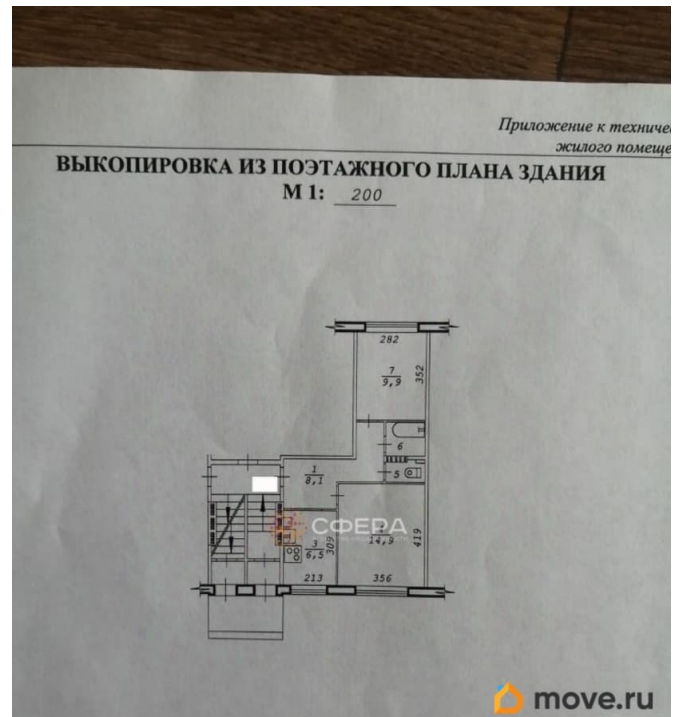 Приложение к техничес
жилого помеще
ВЫКОПИРОВКА ИЗ ПОЭТАЖНОГО ПЛАНА ЗДАНИЯ
М 1: 200
282
7
9,9
352
6
1
8,1
5
СФЕРА
3
6,5
309
14,9
419
213
356
move.ru